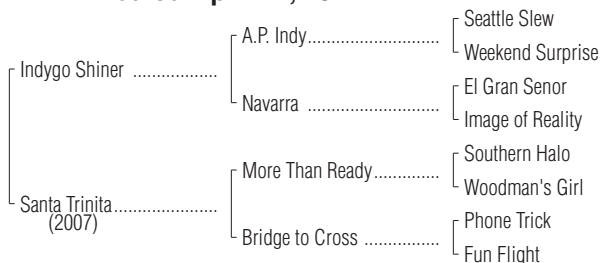 Seattle Slew
A.P. Indy
Weekend Surprise
Indygo Shiner
El Gran Senor
Navarra
Image of Reality
Southern Halo
More Than Ready
Woodman's Girl
Santa Trinita
(2007)
Phone Trick
Bridge to Cross
Fun Flight